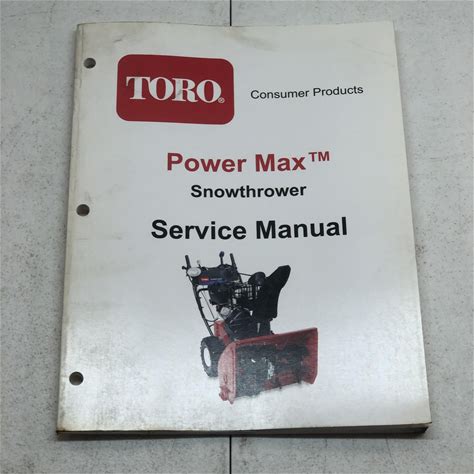 TORO®
Consumer Products
Power Max™
Snowthrower
Service Manual